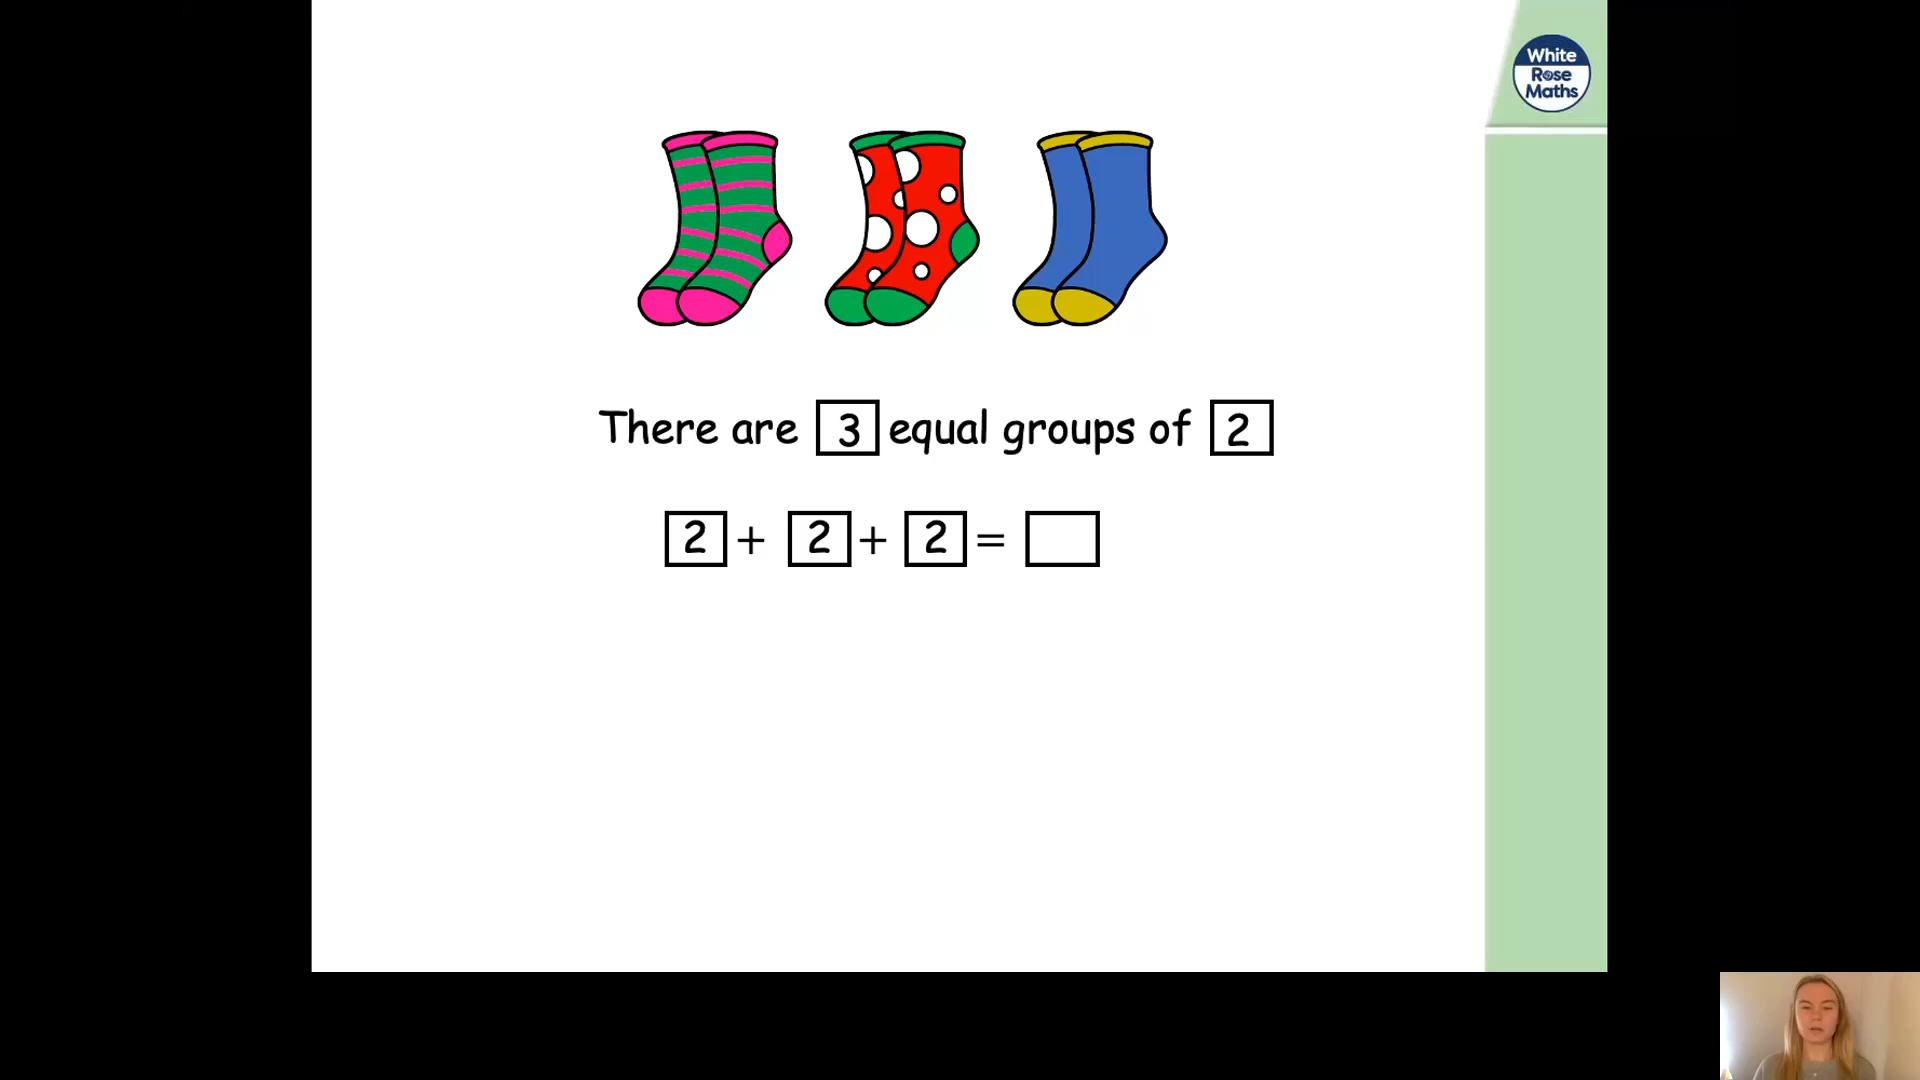 White
Rose
Maths
There are 3 equal groups of 2
2 + 2 + 2 =